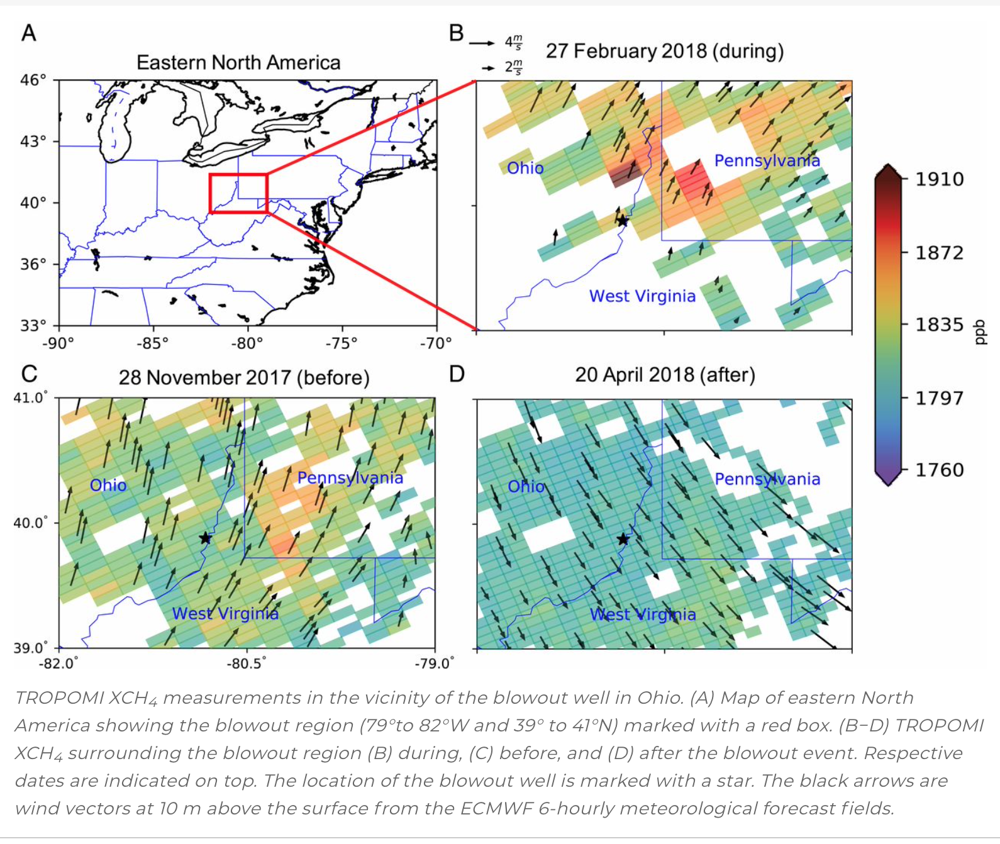 A
Eastern North America
46°
43°
40°
36°
33°
-90°
-85°
-80°
-75°
-70°
B
4 m/s
2 m/s
27 February 2018 (during)
Ohio
Pennsylvania
West Virginia
1910
1872
1835
1797
1760
ppb
C
28 November 2017 (before)
41.0°
40.0°
39.0°
-82.0°
-80.5°
-79.0°
Ohio
Pennsylvania
West Virginia
D
20 April 2018 (after)
Ohio
Pennsylvania
West Virginia
TROPOMI XCH4 measurements in the vicinity of the blowout well in Ohio. (A) Map of eastern North
America showing the blowout region (79°to 82°W and 39° to 41°N) marked with a red box. (B–D) TROPOMI
XCH4 surrounding the blowout region (B) during, (C) before, and (D) after the blowout event. Respective
dates are indicated on top. The location of the blowout well is marked with a star. The black arrows are
wind vectors at 10 m above the surface from the ECMWF 6-hourly meteorological forecast fields.